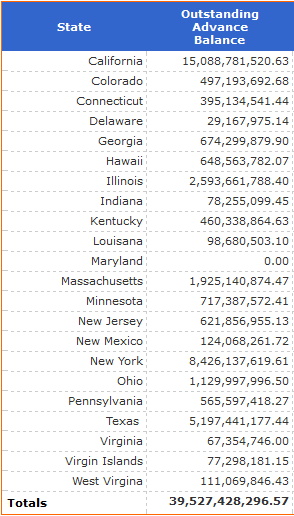 State Outstanding Advance Balance
California 15,088,781,520.63
Colorado 497,193,692.68
Connecticut 395,134,541.44
Delaware 29,167,975.14
Georgia 674,299,879.90
Hawaii 648,563,782.07
Illinois 2,593,661,788.40
Indiana 78,255,099.45
Kentucky 460,338,864.63
Louisana 98,680,503.10
Maryland 0.00
Massachusetts 1,925,140,874.47
Minnesota 717,387,572.41
New Jersey 621,856,955.13
New Mexico 124,068,261.72
New York 8,426,137,619.61
Ohio 1,129,997,996.50
Pennsylvania 565,597,418.27
Texas 5,197,441,177.44
Virginia 67,354,746.00
Virgin Islands 77,298,181.15
West Virgina 111,069,846.43
Totals 39,527,428,296.57